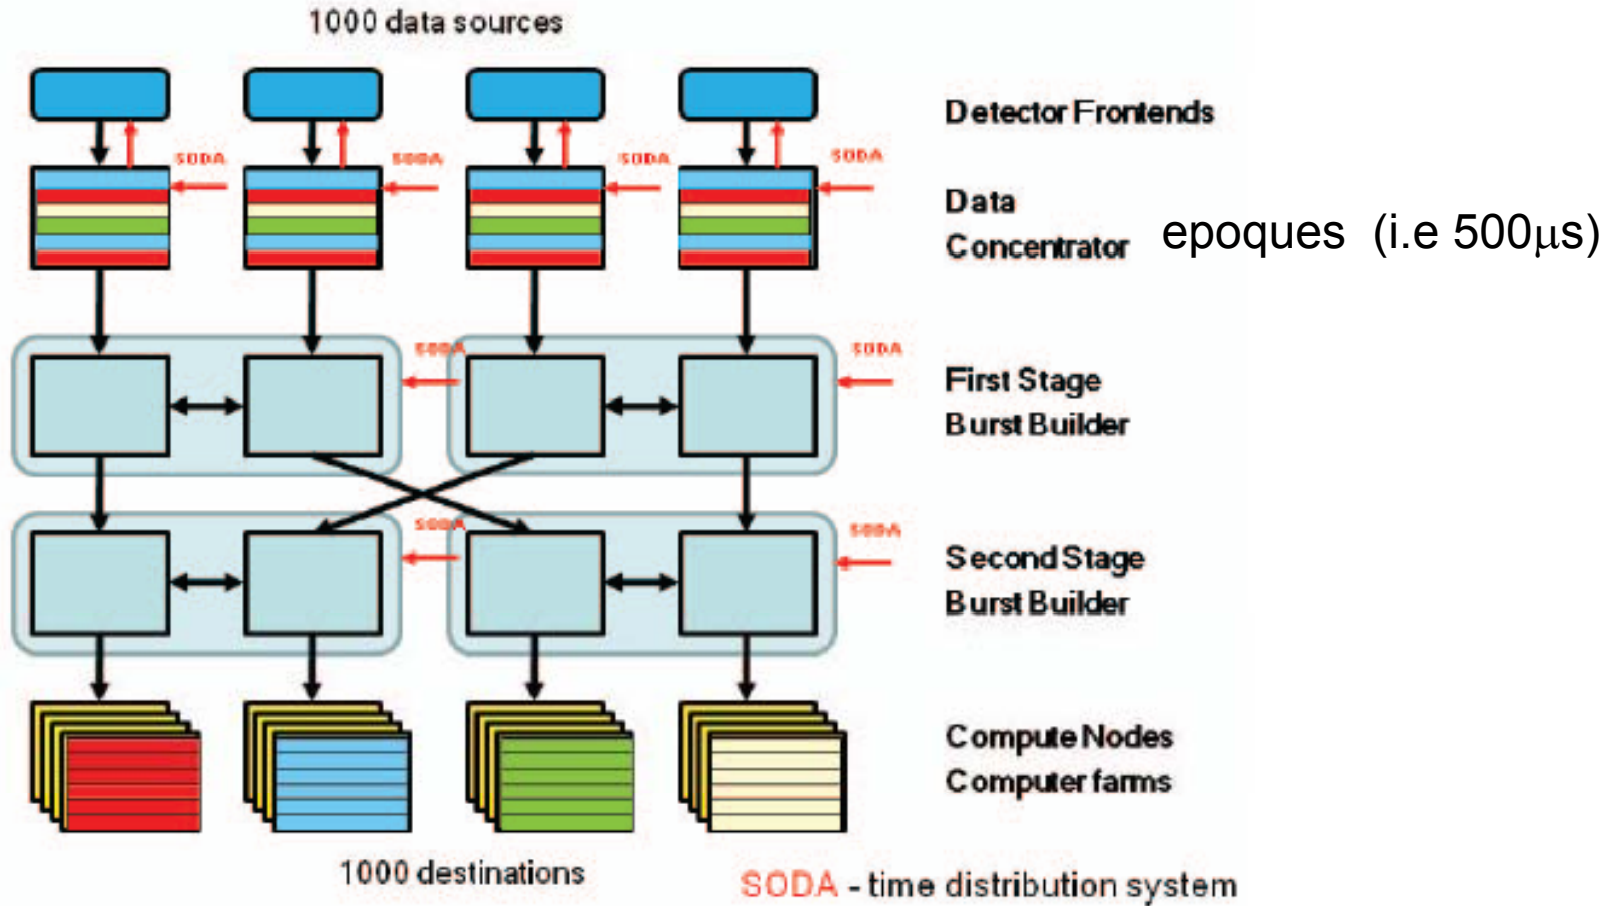 1000 data sources
Detector Frontends
SODA SODA SODA SODA
Data
Concentrator
epoques (i.e 500μs)
SODA SODA
First Stage
Burst Builder
SODA SODA
Second Stage
Burst Builder
Compute Nodes
Computer farms
1000 destinations
SODA - time distribution system